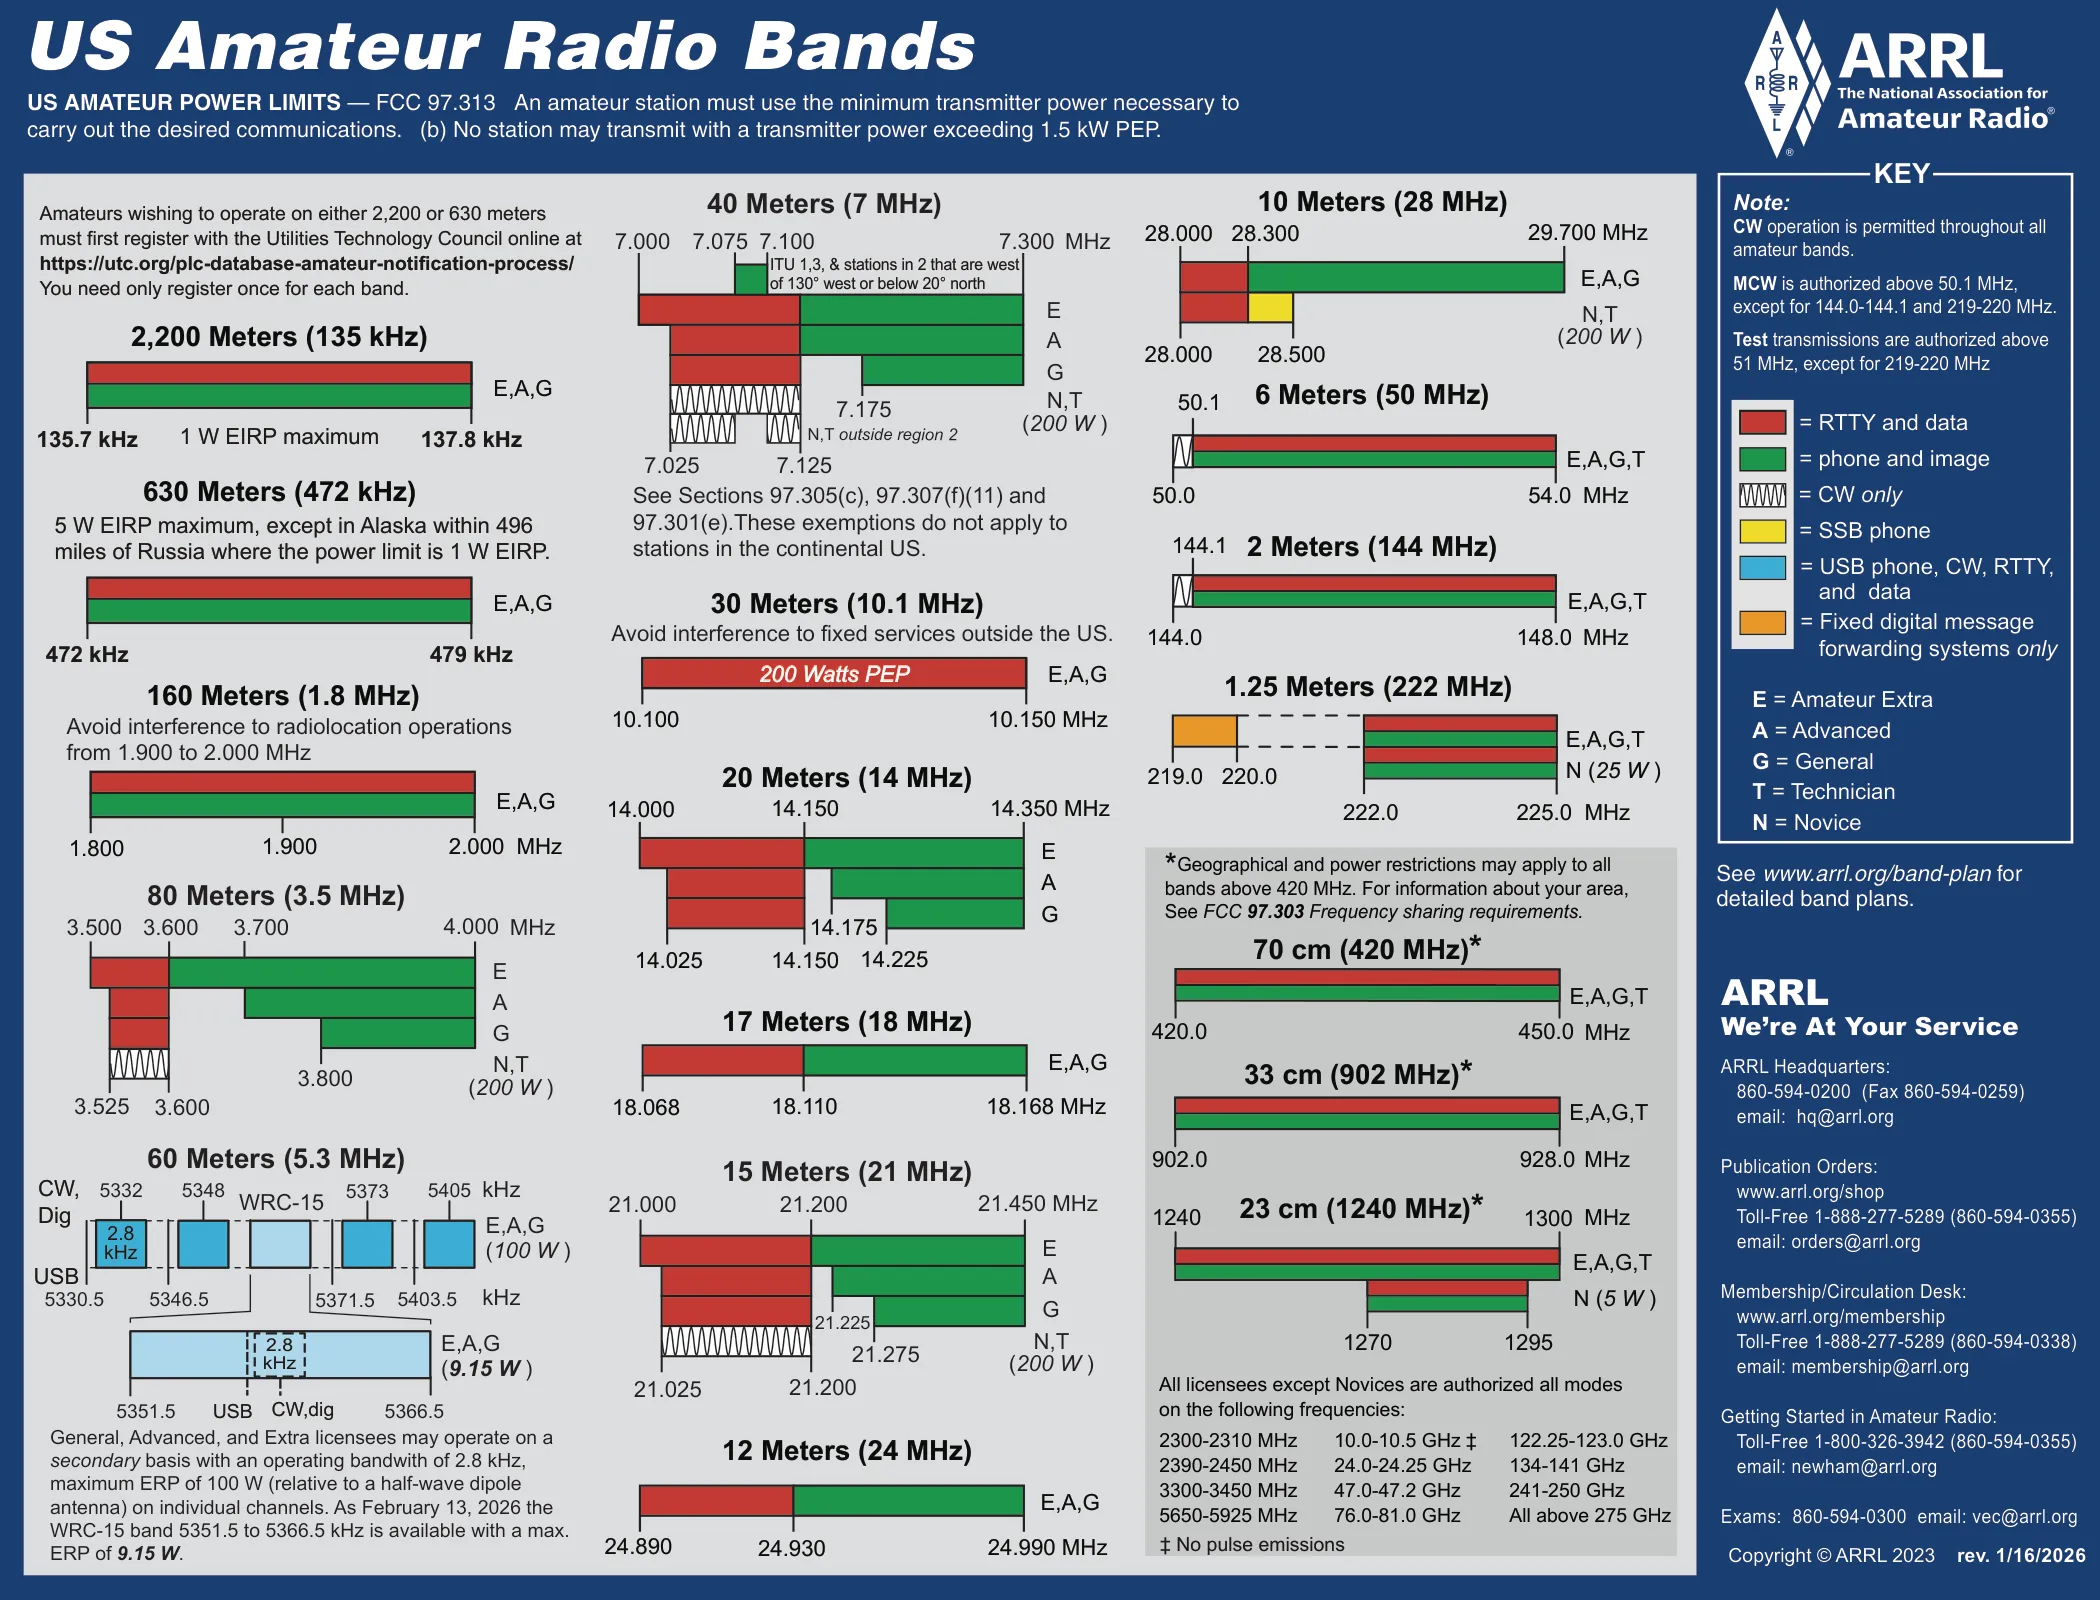 US Amateur Radio Bands
US AMATEUR POWER LIMITS — FCC 97.313 An amateur station must use the minimum transmitter power necessary to
carry out the desired communications. (b) No station may transmit with a transmitter power exceeding 1.5 kW PEP.
A
R R
L
®
ARRL
The National Association for
Amateur Radio®
Amateurs wishing to operate on either 2,200 or 630 meters
must first register with the Utilities Technology Council online at
https://utc.org/plc-database-amateur-notification-process/
You need only register once for each band.
2,200 Meters (135 kHz)
E,A,G
135.7 kHz 1 W EIRP maximum 137.8 kHz
630 Meters (472 kHz)
5 W EIRP maximum, except in Alaska within 496
miles of Russia where the power limit is 1 W EIRP.
E,A,G
472 kHz 479 kHz
160 Meters (1.8 MHz)
Avoid interference to radiolocation operations
from 1.900 to 2.000 MHz
E,A,G
1.800 1.900 2.000 MHz
80 Meters (3.5 MHz)
3.500 3.600 3.700 4.000 MHz
E
A
G
N,T
(200 W)
3.800
3.525 3.600
60 Meters (5.3 MHz)
CW,
Dig
5332 5348 WRC-15 5373 5405 kHz
2.8
kHz
E,A,G
(100 W)
USB
5330.5 5346.5 5371.5 5403.5 kHz
2.8
kHz
E,A,G
(9.15 W)
5351.5 USB CW,dig 5366.5
General, Advanced, and Extra licensees may operate on a
secondary basis with an operating bandwith of 2.8 kHz,
maximum ERP of 100 W (relative to a half-wave dipole
antenna) on individual channels. As February 13, 2026 the
WRC-15 band 5351.5 to 5366.5 kHz is available with a max.
ERP of 9.15 W.
40 Meters (7 MHz)
7.000 7.075 7.100 7.300 MHz
ITU 1,3, & stations in 2 that are west
of 130° west or below 20° north
E
A
G
N,T
(200 W)
7.175
N,T outside region 2
7.025 7.125
See Sections 97.305(c), 97.307(f)(11) and
97.301(e).These exemptions do not apply to
stations in the continental US.
30 Meters (10.1 MHz)
Avoid interference to fixed services outside the US.
200 Watts PEP
E,A,G
10.100 10.150 MHz
20 Meters (14 MHz)
14.000 14.150 14.350 MHz
E
A
G
14.175
14.025 14.150 14.225
17 Meters (18 MHz)
E,A,G
18.068 18.110 18.168 MHz
15 Meters (21 MHz)
21.000 21.200 21.450 MHz
E
A
G
N,T
(200 W)
21.225
21.275
21.025 21.200
12 Meters (24 MHz)
E,A,G
24.890 24.930 24.990 MHz
10 Meters (28 MHz)
28.000 28.300 29.700 MHz
E,A,G
N,T
(200 W)
28.000 28.500
6 Meters (50 MHz)
50.1
E,A,G,T
50.0 54.0 MHz
2 Meters (144 MHz)
144.1
E,A,G,T
144.0 148.0 MHz
1.25 Meters (222 MHz)
E,A,G,T
N (25 W)
219.0 220.0
222.0 225.0 MHz
*Geographical and power restrictions may apply to all
bands above 420 MHz. For information about your area,
See FCC 97.303 Frequency sharing requirements.
70 cm (420 MHz)*
E,A,G,T
420.0 450.0 MHz
33 cm (902 MHz)*
E,A,G,T
902.0 928.0 MHz
23 cm (1240 MHz)*
1240 1300 MHz
E,A,G,T
N (5 W)
1270 1295
All licensees except Novices are authorized all modes
on the following frequencies:
2300-2310 MHz 10.0-10.5 GHz ‡ 122.25-123.0 GHz
2390-2450 MHz 24.0-24.25 GHz 134-141 GHz
3300-3450 MHz 47.0-47.2 GHz 241-250 GHz
5650-5925 MHz 76.0-81.0 GHz All above 275 GHz
‡ No pulse emissions
KEY
Note:
CW operation is permitted throughout all
amateur bands.
MCW is authorized above 50.1 MHz,
except for 144.0-144.1 and 219-220 MHz.
Test transmissions are authorized above
51 MHz, except for 219-220 MHz
= RTTY and data
= phone and image
= CW only
= SSB phone
= USB phone, CW, RTTY,
and data
= Fixed digital message
forwarding systems only
E = Amateur Extra
A = Advanced
G = General
T = Technician
N = Novice
See www.arrl.org/band-plan for
detailed band plans.
ARRL
We're At Your Service
ARRL Headquarters:
860-594-0200 (Fax 860-594-0259)
email: hq@arrl.org
Publication Orders:
www.arrl.org/shop
Toll-Free 1-888-277-5289 (860-594-0355)
email: orders@arrl.org
Membership/Circulation Desk:
www.arrl.org/membership
Toll-Free 1-888-277-5289 (860-594-0338)
email: membership@arrl.org
Getting Started in Amateur Radio:
Toll-Free 1-800-326-3942 (860-594-0355)
email: newham@arrl.org
Exams: 860-594-0300 email: vec@arrl.org
Copyright © ARRL 2023 rev. 1/16/2026